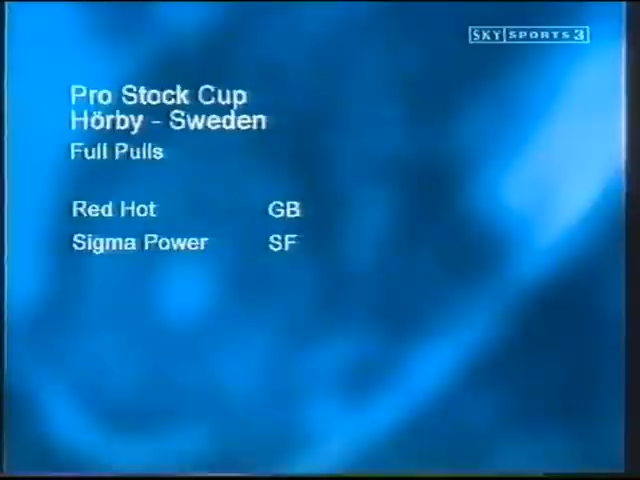 SKY SPORTS 3
Pro Stock Cup
Hörby - Sweden
Full Pulls
Red Hot GB
Sigma Power SF